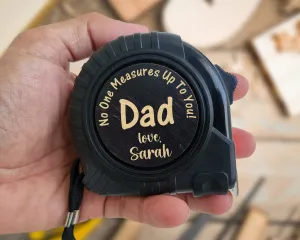 No One Measures Up To You!
Dad
love,
Sarah